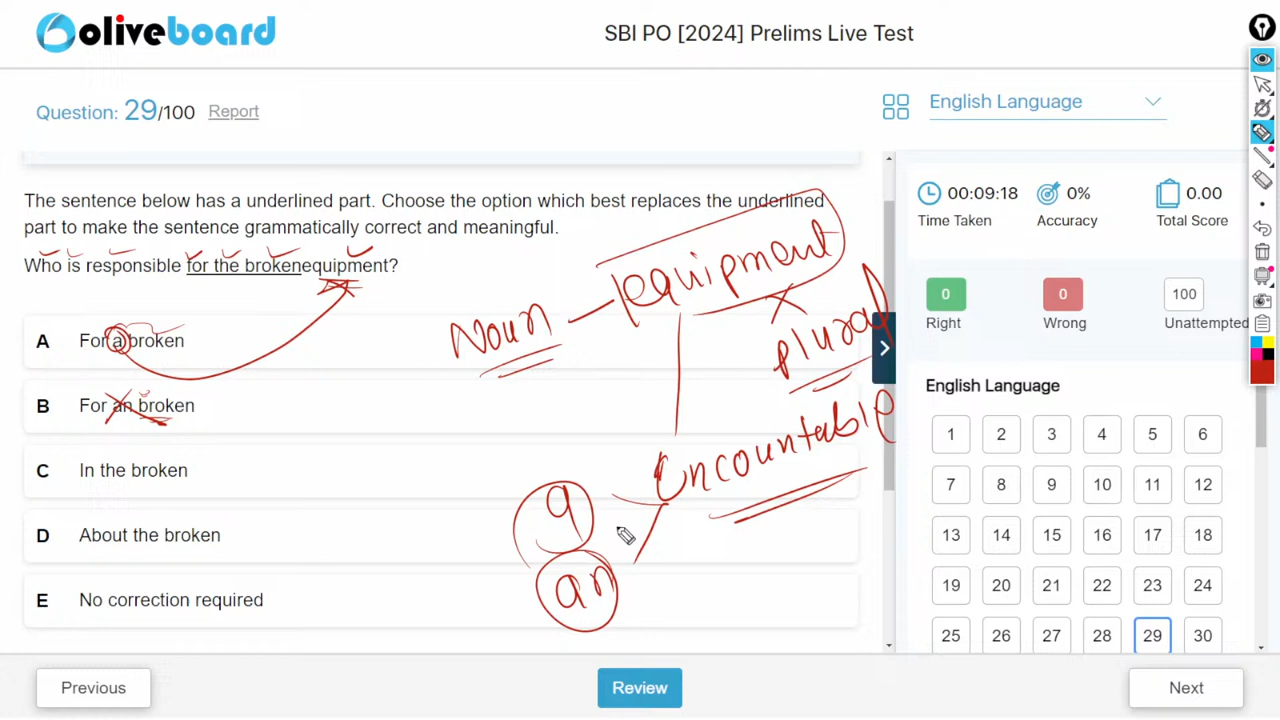 oliveboard
SBI PO [2024] Prelims Live Test
Question: 29/100 Report
English Language
The sentence below has a underlined part. Choose the option which best replaces the underlined
part to make the sentence grammatically correct and meaningful.
Who is responsible for the brokenequipment?
A For a broken
B For an broken
C In the broken
D About the broken
E No correction required
Noun
equipment
plural
Uncountable
a
an
00:09:18
Time Taken
0%
Accuracy
0.00
Total Score
0
Right
0
Wrong
100
Unattempted
English Language
1 2 3 4 5 6
7 8 9 10 11 12
13 14 15 16 17 18
19 20 21 22 23 24
25 26 27 28 29 30
Previous
Review
Next